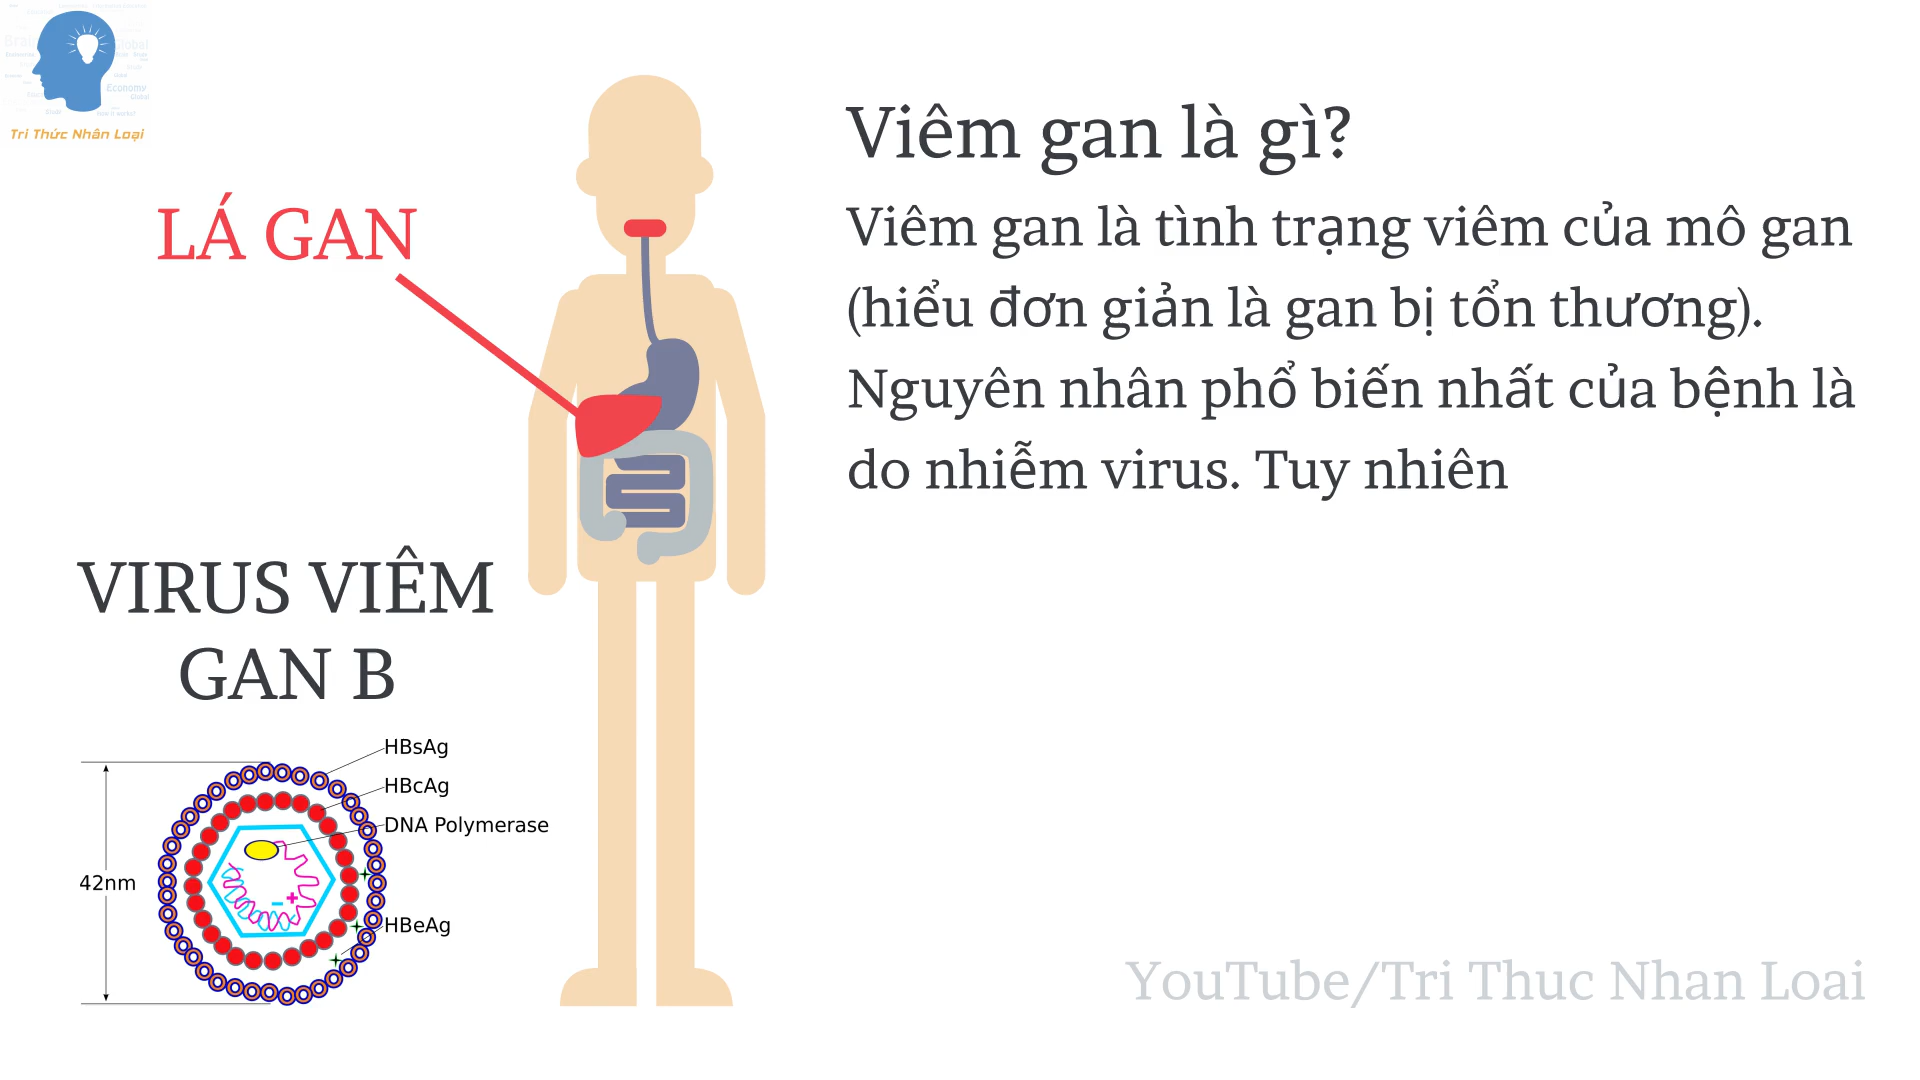 Tri Thức Nhân Loại
LÁ GAN
Viêm gan là gì?
Viêm gan là tình trạng viêm của mô gan
(hiểu đơn giản là gan bị tổn thương).
Nguyên nhân phổ biến nhất của bệnh là
do nhiễm virus. Tuy nhiên
VIRUS VIÊM
GAN B
HBsAg
HBcAg
DNA Polymerase
42nm
HBeAg
YouTube/Tri Thuc Nhan Loai